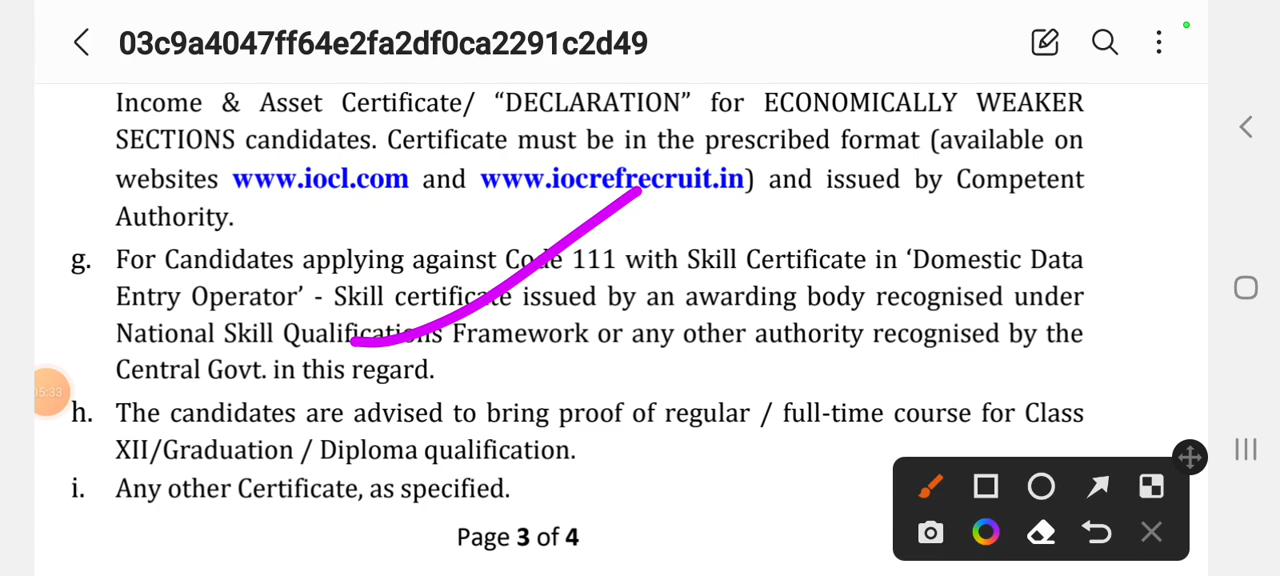 03c9a4047ff64e2fa2df0ca2291c2d49
Income & Asset Certificate/ “DECLARATION” for ECONOMICALLY WEAKER
SECTIONS candidates. Certificate must be in the prescribed format (available on
websites www.iocl.com and www.iocrefrecruit.in) and issued by Competent
Authority.
g. For Candidates applying against Code 111 with Skill Certificate in ‘Domestic Data
Entry Operator’ - Skill certificate issued by an awarding body recognised under
National Skill Qualifications Framework or any other authority recognised by the
Central Govt. in this regard.
05:33
h. The candidates are advised to bring proof of regular / full-time course for Class
XII/Graduation / Diploma qualification.
i. Any other Certificate, as specified.
Page 3 of 4